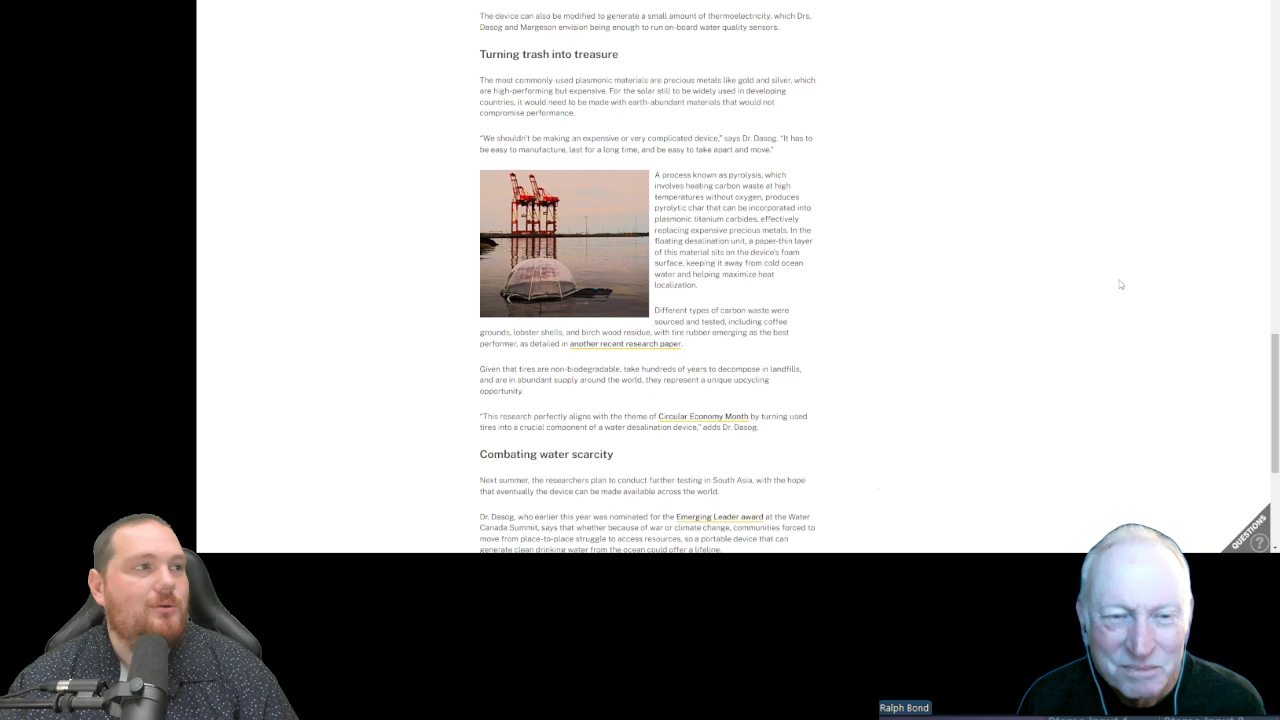 The device can also be modified to generate a small amount of thermoelectricity, which Drs.
Dasog and Margeson envision being enough to run on-board water quality sensors.
Turning trash into treasure
The most commonly-used plasmonic materials are precious metals like gold and silver, which
are high-performing but expensive. For the solar still to be widely used in developing
countries, it would need to be made with earth-abundant materials that would not
compromise performance.
“We shouldn't be making an expensive or very complicated device,” says Dr. Dasog. “It has to
be easy to manufacture, last for a long time, and be easy to take apart and move.”
A process known as pyrolysis, which
involves heating carbon waste at high
temperatures without oxygen, produces
pyrolytic char that can be incorporated into
plasmonic titanium carbides, effectively
replacing expensive precious metals. In the
floating desalination unit, a paper-thin layer
of this material sits on the device's foam
surface, keeping it away from cold ocean
water and helping maximize heat
localization.
Different types of carbon waste were
sourced and tested, including coffee
grounds, lobster shells, and birch wood residue, with tire rubber emerging as the best
performer, as detailed in another recent research paper.
Given that tires are non-biodegradable, take hundreds of years to decompose in landfills,
and are in abundant supply around the world, they represent a unique upcycling
opportunity.
“This research perfectly aligns with the theme of Circular Economy Month by turning used
tires into a crucial component of a water desalination device,” adds Dr. Dasog.
Combating water scarcity
Next summer, the researchers plan to conduct further testing in South Asia, with the hope
that eventually the device can be made available across the world.
Dr. Dasog, who earlier this year was nominated for the Emerging Leader award at the Water
Canada Summit, says that whether because of war or climate change, communities forced to
move from place-to-place struggle to access resources, so a portable device that can
generate clean drinking water from the ocean could offer a lifeline.
QUESTIONS
?
Ralph Bond